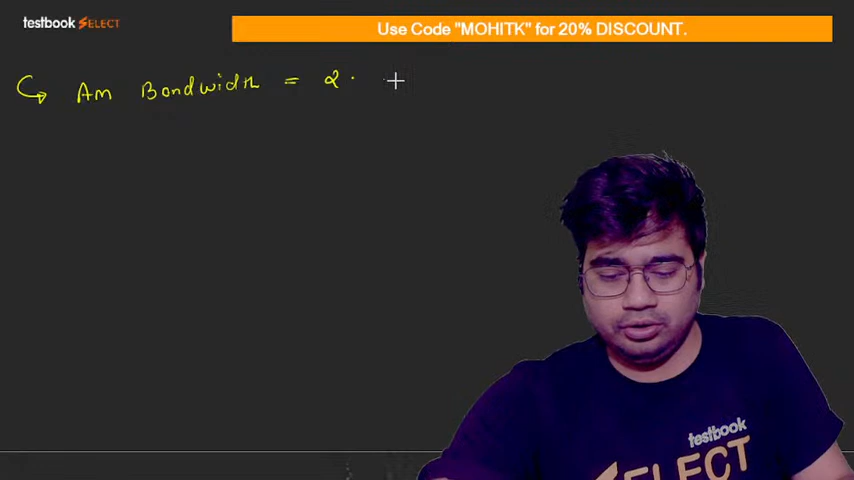 testbook SELECT
Use Code "MOHITK" for 20% DISCOUNT.
↳ Am Bandwidth = 2.
testbook
SELECT